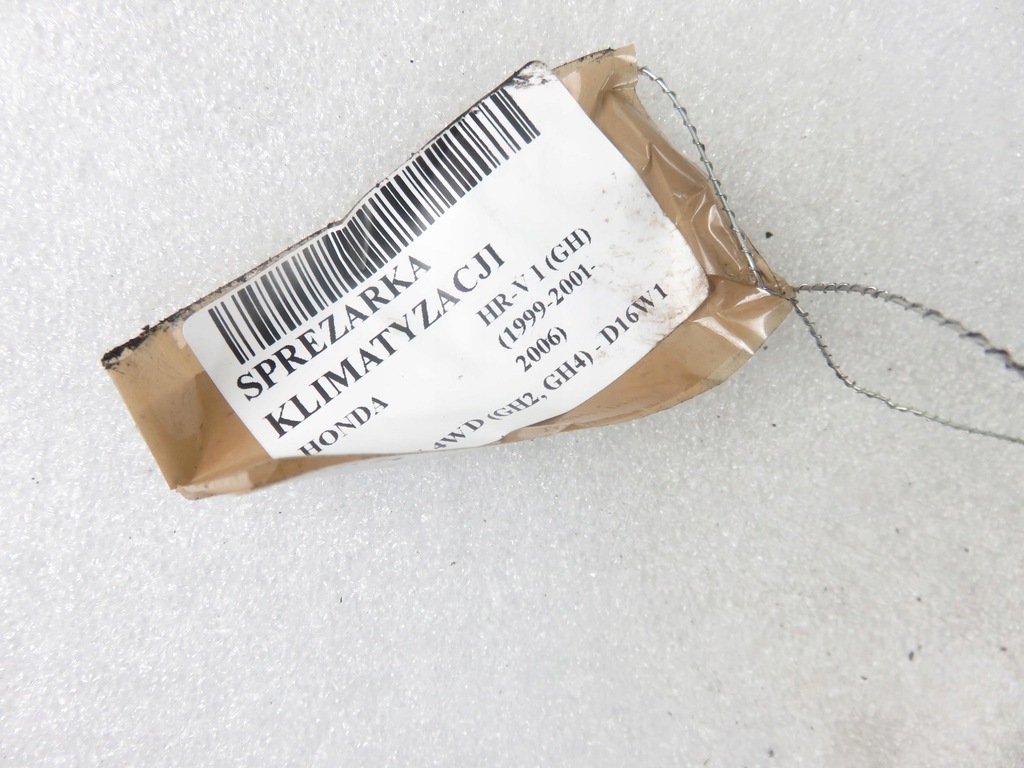 SPREZARKA
KLIMATYZACJI
HONDA
HR-V I (GH)
(1999-2001-
2006)
4WD (GH2, GH4) - D16W1